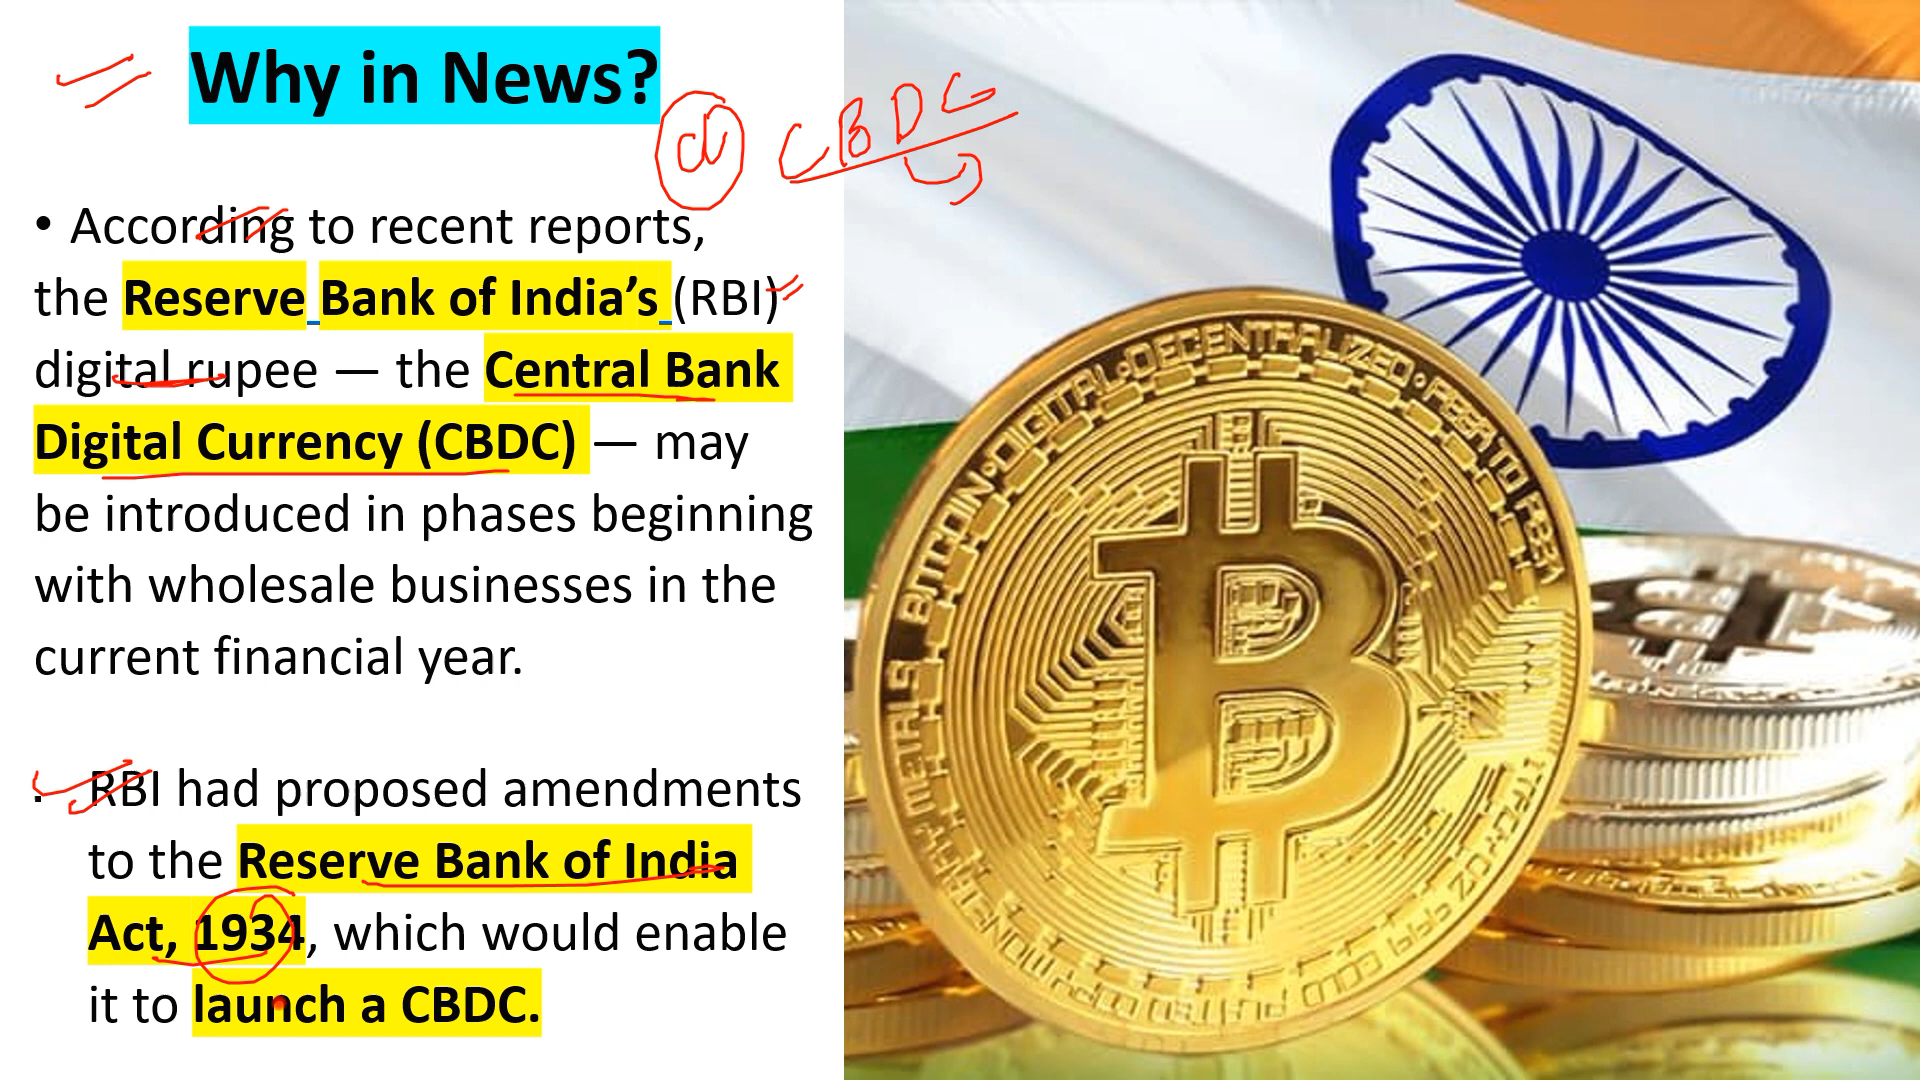 Why in News?
d CBDC
• According to recent reports,
the Reserve Bank of India’s (RBI)
digital rupee — the Central Bank
Digital Currency (CBDC) — may
be introduced in phases beginning
with wholesale businesses in the
current financial year.
• RBI had proposed amendments
to the Reserve Bank of India
Act, 1934, which would enable
it to launch a CBDC.
BITCOIN • DIGITAL • DECENTRALIZED • PEER TO PEER